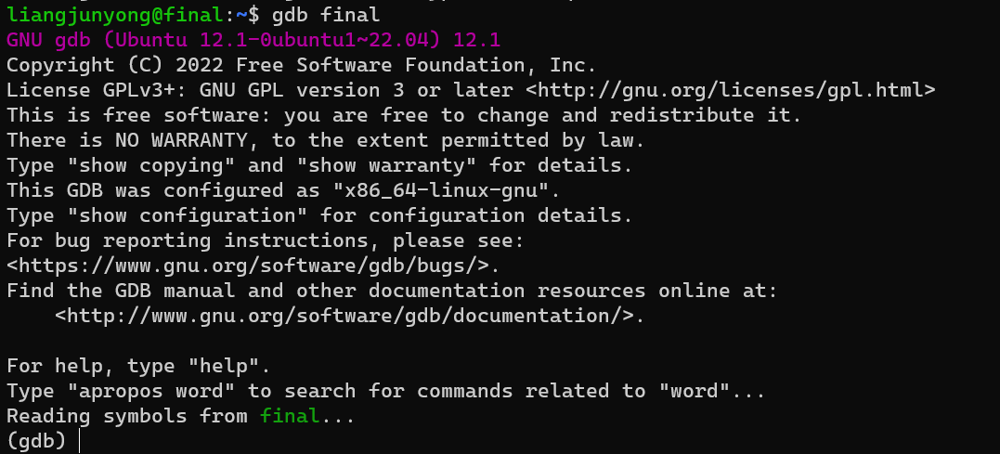 liangjunyong@final:~$ gdb final
GNU gdb (Ubuntu 12.1-0ubuntu1~22.04) 12.1
Copyright (C) 2022 Free Software Foundation, Inc.
License GPLv3+: GNU GPL version 3 or later <http://gnu.org/licenses/gpl.html>
This is free software: you are free to change and redistribute it.
There is NO WARRANTY, to the extent permitted by law.
Type "show copying" and "show warranty" for details.
This GDB was configured as "x86_64-linux-gnu".
Type "show configuration" for configuration details.
For bug reporting instructions, please see:
<https://www.gnu.org/software/gdb/bugs/>.
Find the GDB manual and other documentation resources online at:
    <http://www.gnu.org/software/gdb/documentation/>.

For help, type "help".
Type "apropos word" to search for commands related to "word"...
Reading symbols from final...
(gdb)